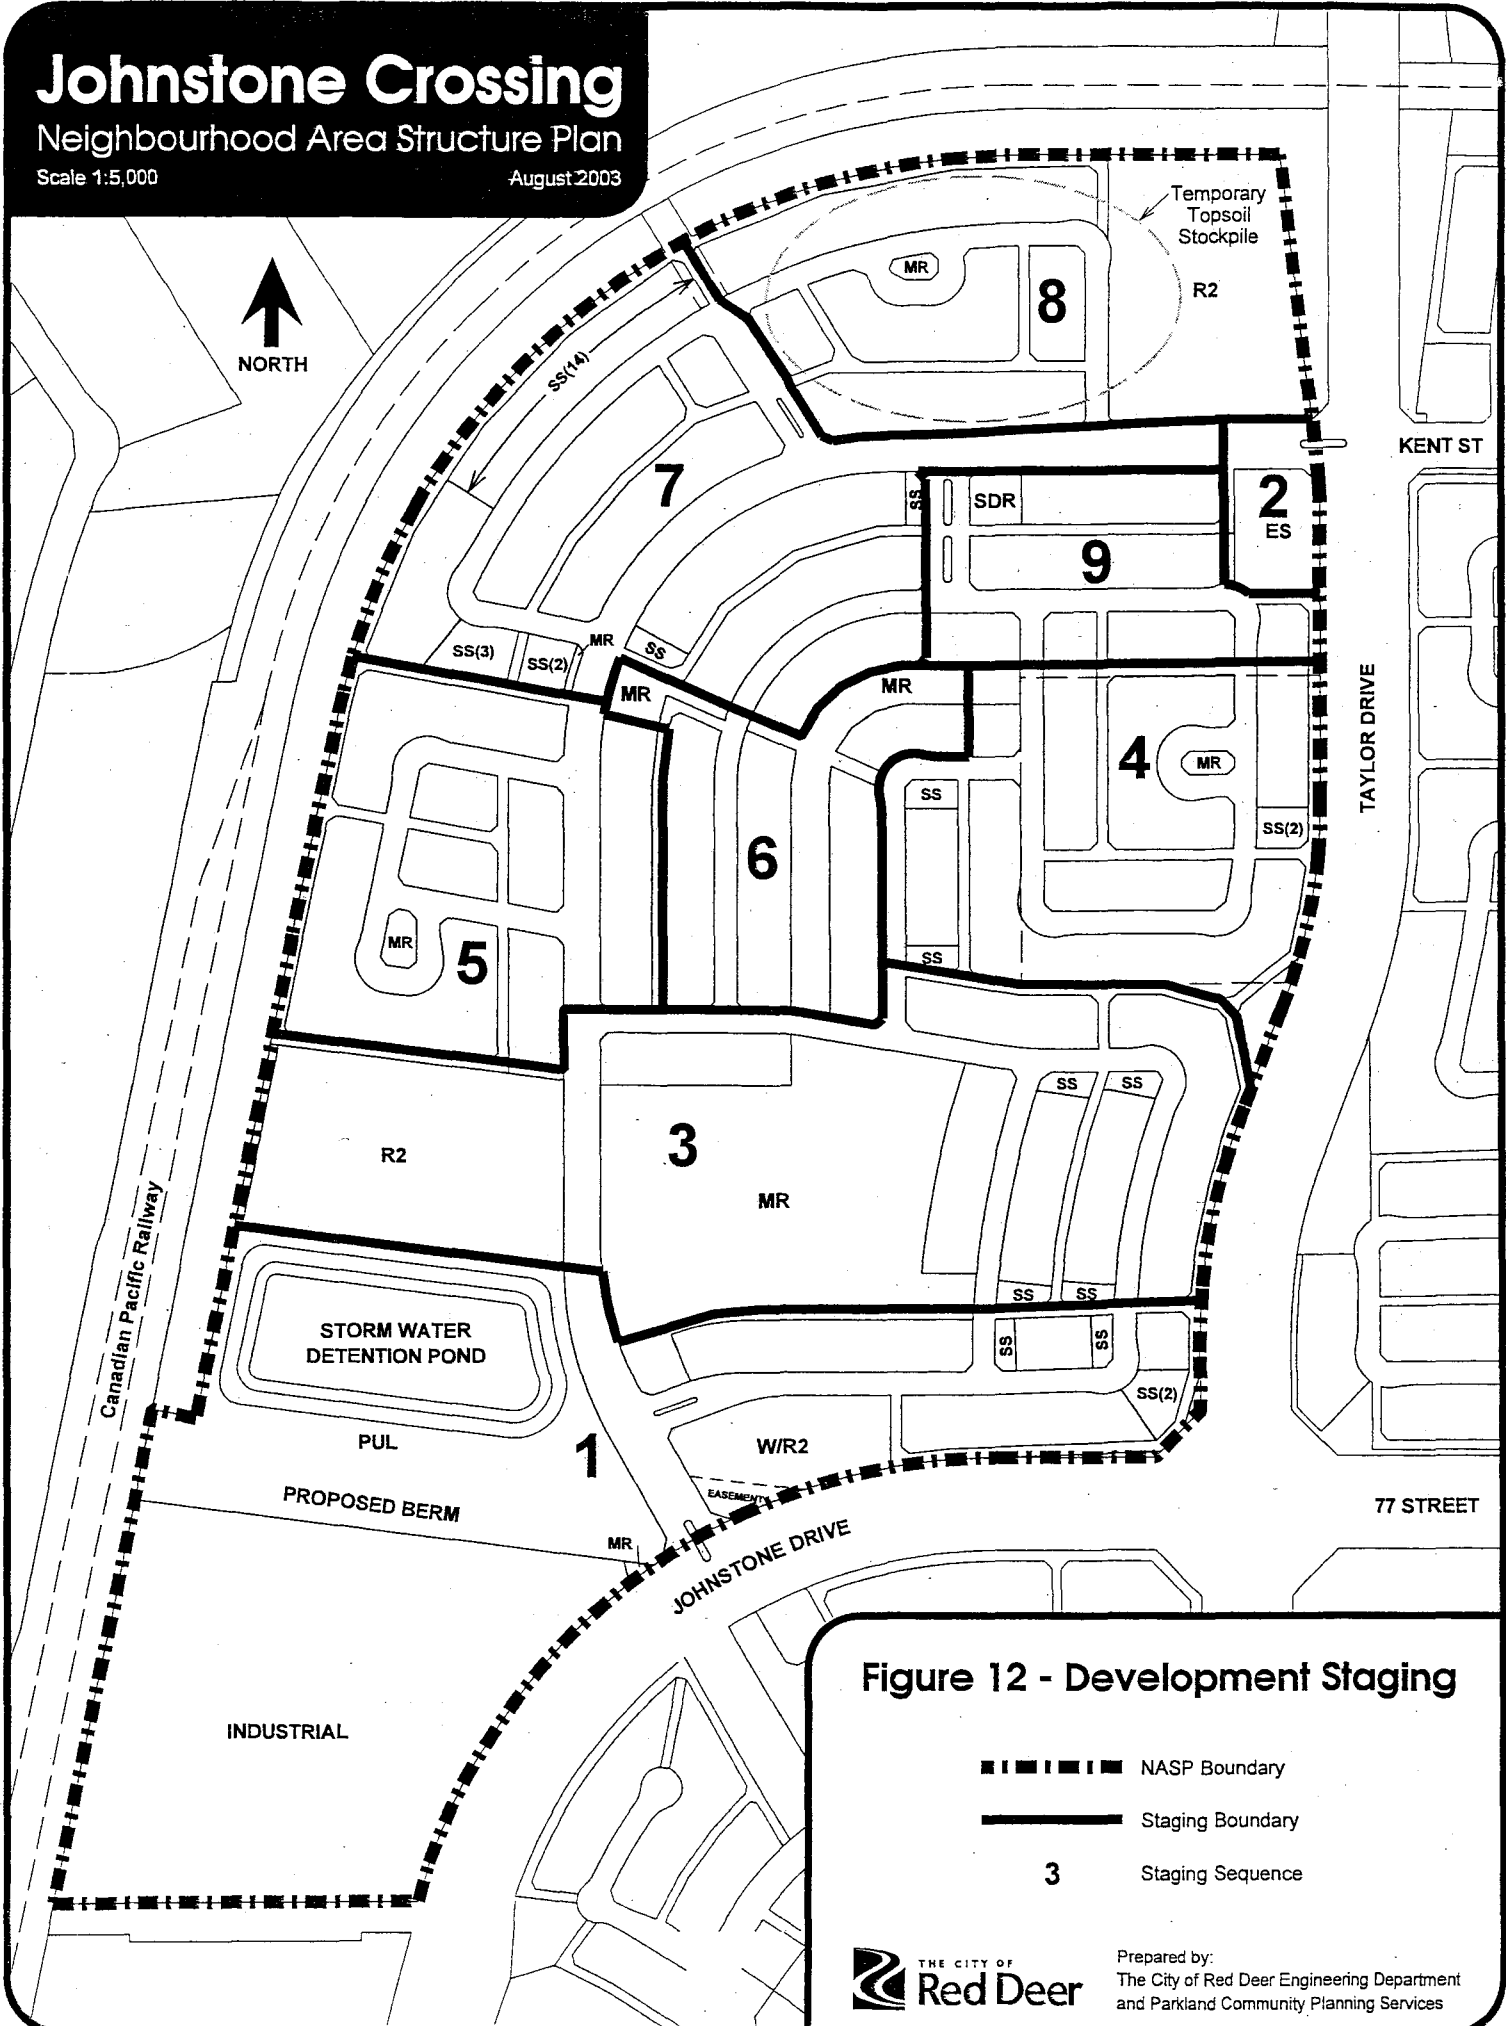 Johnstone Crossing
Neighbourhood Area Structure Plan
Scale 1:5,000
August 2003
NORTH
Temporary
Topsoil
Stockpile
MR
8
R2
SS(14)
KENT ST
7
SS
SDR
2
ES
9
MR
SS(3)
SS(2)
SS
MR
MR
TAYLOR DRIVE
4
MR
SS
SS(2)
6
MR
5
SS
SS
SS
3
R2
MR
Canadian Pacific Railway
SS
SS
STORM WATER
DETENTION POND
SS
SS
SS(2)
PUL
1
W/R2
EASEMENT
PROPOSED BERM
77 STREET
MR
JOHNSTONE DRIVE
INDUSTRIAL
Figure 12 - Development Staging
NASP Boundary
Staging Boundary
3
Staging Sequence
THE CITY OF
Red Deer
Prepared by:
The City of Red Deer Engineering Department
and Parkland Community Planning Services